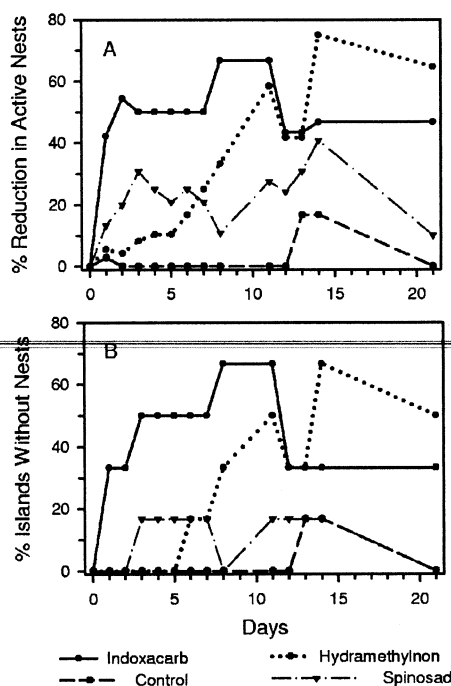 80
A
60
40
20
0
% Reduction in Active Nests
0 5 10 15 20
80
B
60
40
20
0
% Islands Without Nests
0 5 10 15 20
Days
Indoxacarb Hydramethylnon
Control Spinosad